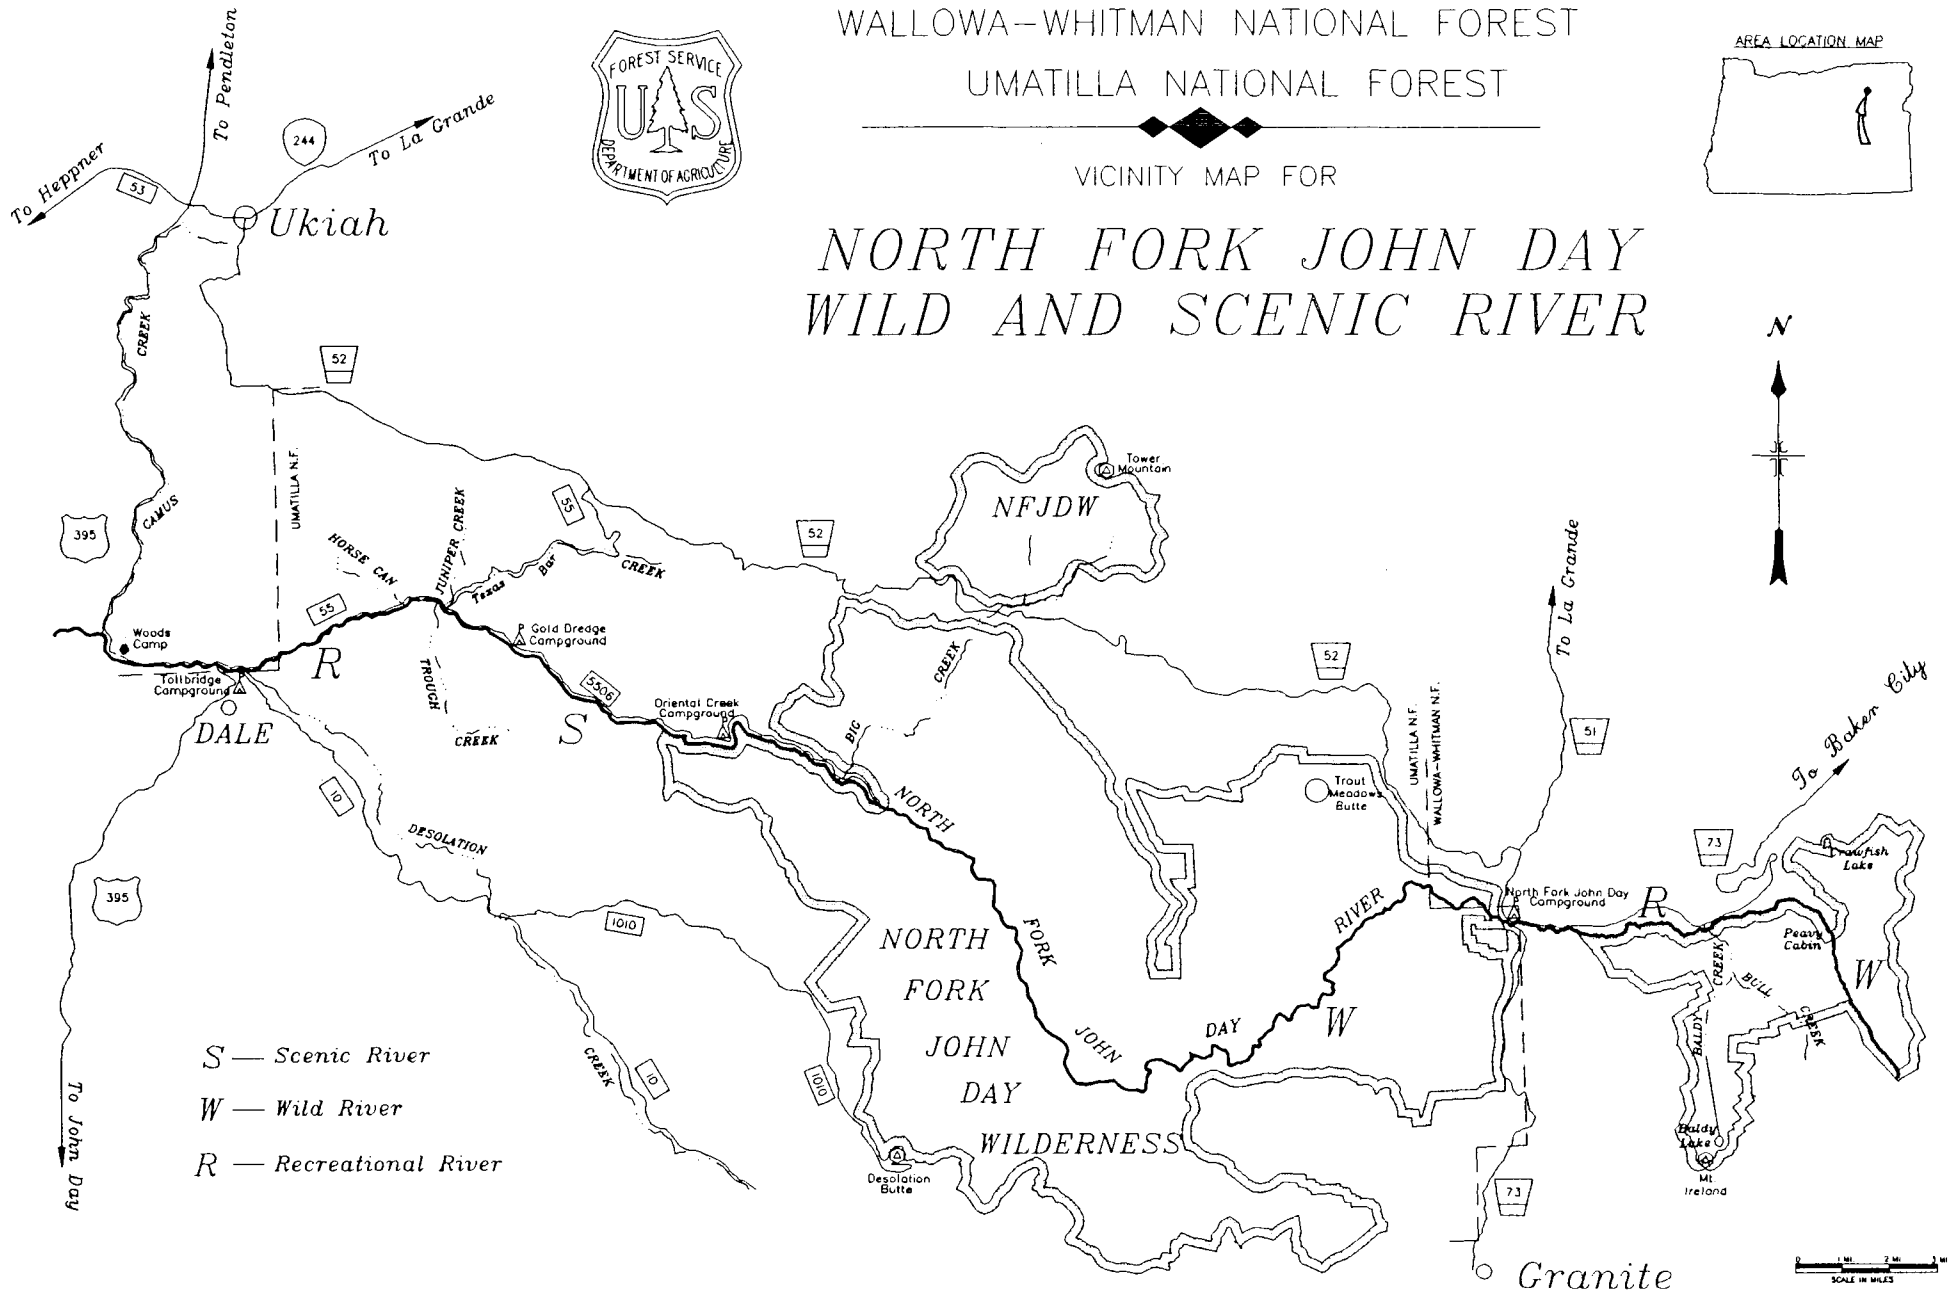 WALLOWA-WHITMAN NATIONAL FOREST
UMATILLA NATIONAL FOREST
VICINITY MAP FOR
NORTH FORK JOHN DAY
WILD AND SCENIC RIVER
FOREST SERVICE
U S
DEPARTMENT OF AGRICULTURE
AREA LOCATION MAP
N
To Pendleton
244
To La Grande
To Heppner
53
Ukiah
CREEK
CAMUS
52
UMATILLA N.F.
395
HORSE CAN
JUNIPER CREEK
55
Texas Bar
CREEK
52
Tower
Mountain
NFJDW
55
Woods
Camp
R
Gold Dredge
Campground
Tollbridge
Campground
DALE
TROUGH
CREEK
S
5506
Oriental Creek
Campground
CREEK
BIG
52
To La Grande
51
UMATILLA N.F.
WALLOWA-WHITMAN N.F.
Trout
Meadows
Butte
To Baker City
73
Crawfish
Lake
10
DESOLATION
395
1010
NORTH
FORK
JOHN
DAY
RIVER
North Fork John Day
Campground
R
Peavy
Cabin
W
CREEK
BALDY
BULL
CREEK
NORTH
FORK
JOHN
DAY
WILDERNESS
W
CREEK
10
1010
Desolation
Butte
Baldy
Lake
Mt
Ireland
73
Granite
To John Day
S — Scenic River
W — Wild River
R — Recreational River
0 1 MI 2 MI 3 MI
SCALE IN MILES